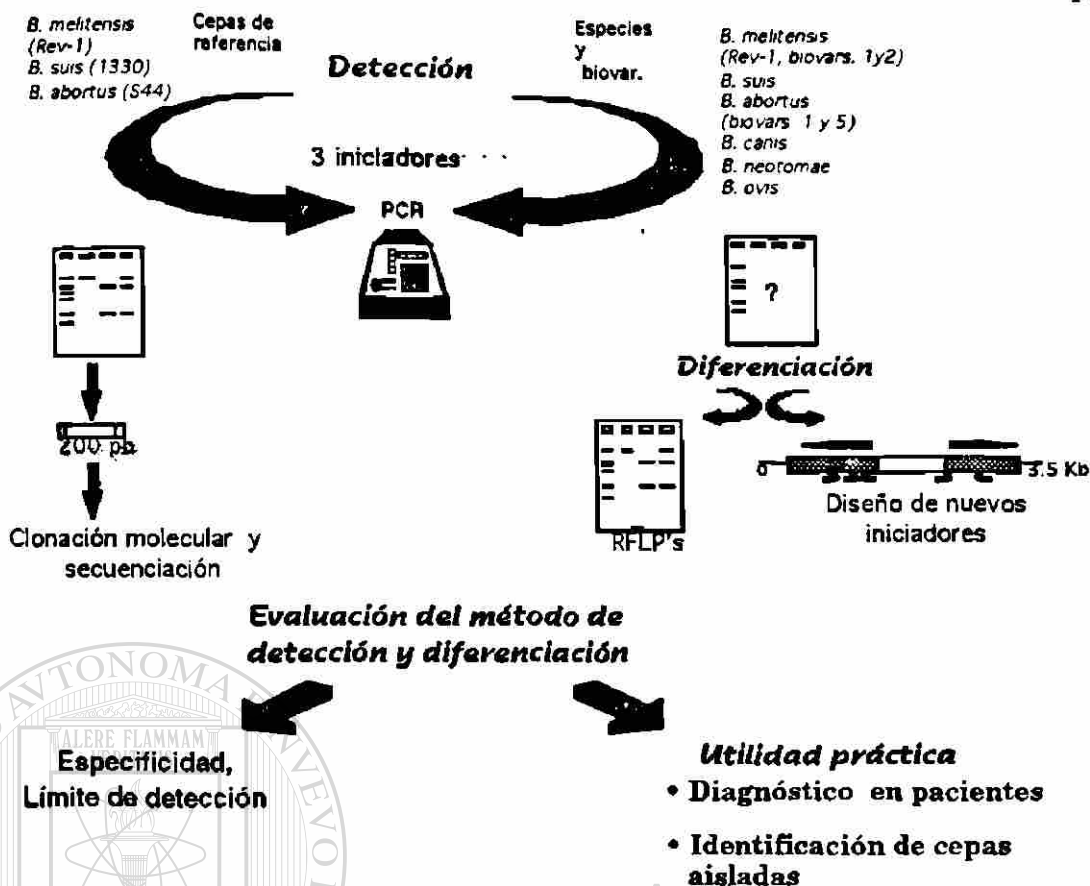 B. melitensis
(Rev-1)
B. suis (1330)
B. abortus (S44)
Cepas de
referencia
Detección
Especies
y
biovar.
B. melitensis
(Rev-1, biovars. 1y2)
B. suis
B. abortus
(biovars 1 y 5)
B. canis
B. neotomae
B. ovis
3 iniciadores
PCR
?
Diferenciación
200 pb
Clonación molecular y
secuenciación
RFLP's
0
3.5 Kb
Diseño de nuevos
iniciadores
Evaluación del método de
detección y diferenciación
Especificidad,
Límite de detección
Utilidad práctica
• Diagnóstico en pacientes
• Identificación de cepas
aisladas
ALERE FLAMMAM